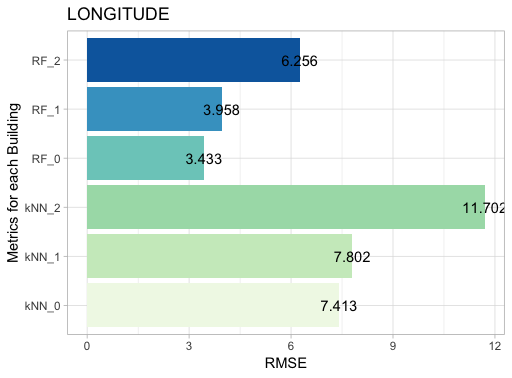 LONGITUDE
Metrics for each Building
RF_2
6.256
RF_1
3.958
RF_0
3.433
kNN_2
11.702
kNN_1
7.802
kNN_0
7.413
0 3 6 9 12
RMSE